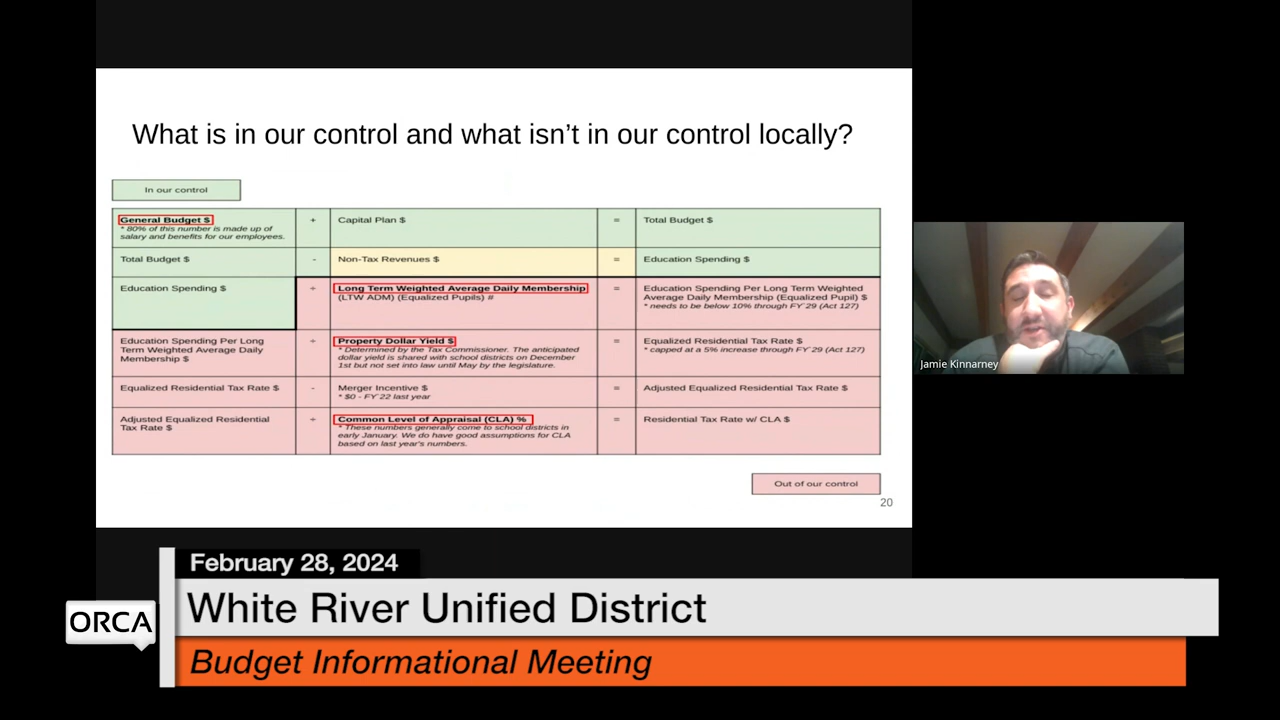 What is in our control and what isn't in our control locally?
In our control
General Budget $
* 80% of this number is made up of
salary and benefits for our employees.
+
Capital Plan $
=
Total Budget $
Total Budget $
-
Non-Tax Revenues $
=
Education Spending $
Education Spending $
÷
Long Term Weighted Average Daily Membership
(LTW ADM) (Equalized Pupils) #
=
Education Spending Per Long Term Weighted
Average Daily Membership (Equalized Pupil) $
* needs to be below 10% through FY'29 (Act 127)
Education Spending Per Long
Term Weighted Average Daily
Membership $
÷
Property Dollar Yield $
* Determined by the Tax Commissioner. The anticipated
dollar yield is shared with school districts on December
1st but not set into law until May by the legislature.
=
Equalized Residential Tax Rate $
* capped at a 5% increase through FY'29 (Act 127)
Equalized Residential Tax Rate $
-
Merger Incentive $
* $0 - FY'22 last year
=
Adjusted Equalized Residential Tax Rate $
Adjusted Equalized Residential
Tax Rate $
÷
Common Level of Appraisal (CLA) %
* These numbers generally come to school districts in
early January. We do have good assumptions for CLA
based on last year's numbers.
=
Residential Tax Rate w/ CLA $
Out of our control
20
Jamie Kinnarney
February 28, 2024
White River Unified District
ORCA
Budget Informational Meeting